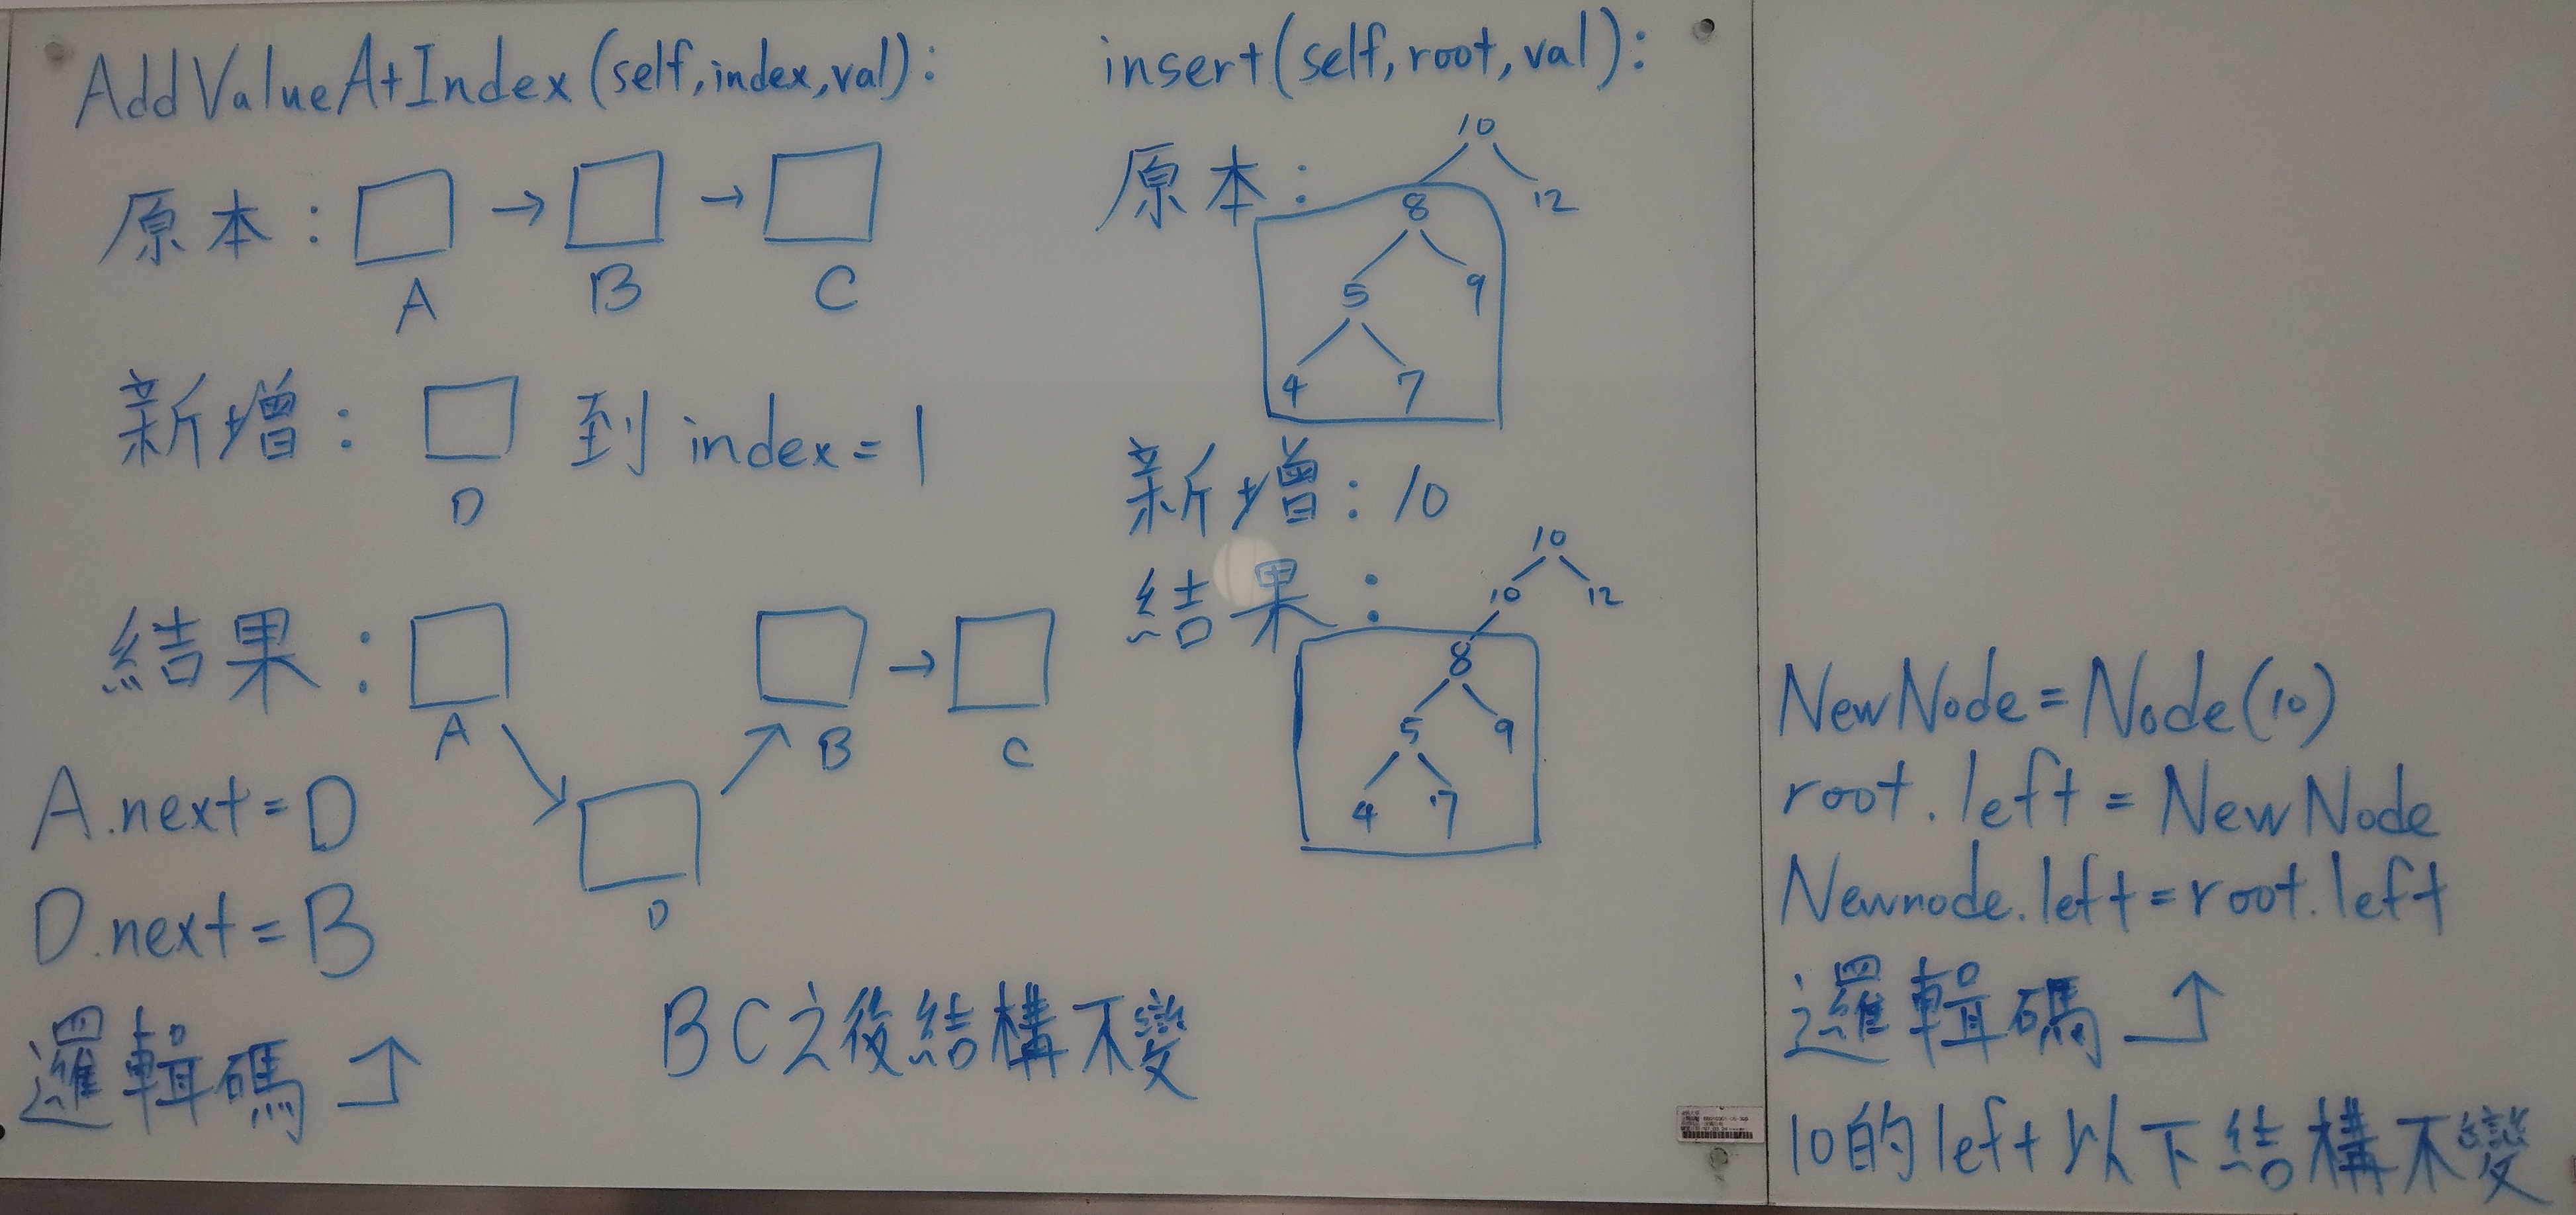 AddValueAtIndex(self,index,val):
原本:
A
B
C
新增:
D
到 index=1
結果:
A
B
C
D
A.next=D
D.next=B
邏輯碼
BC之後結構不變
insert(self,root,val):
原本:
10
8 12
5 9
4 7
新增:10
結果:
10
10 12
8
5 9
4 7
NewNode=Node(10)
root.left=NewNode
Newnode.left=root.left
邏輯碼
10的left以下結構不變